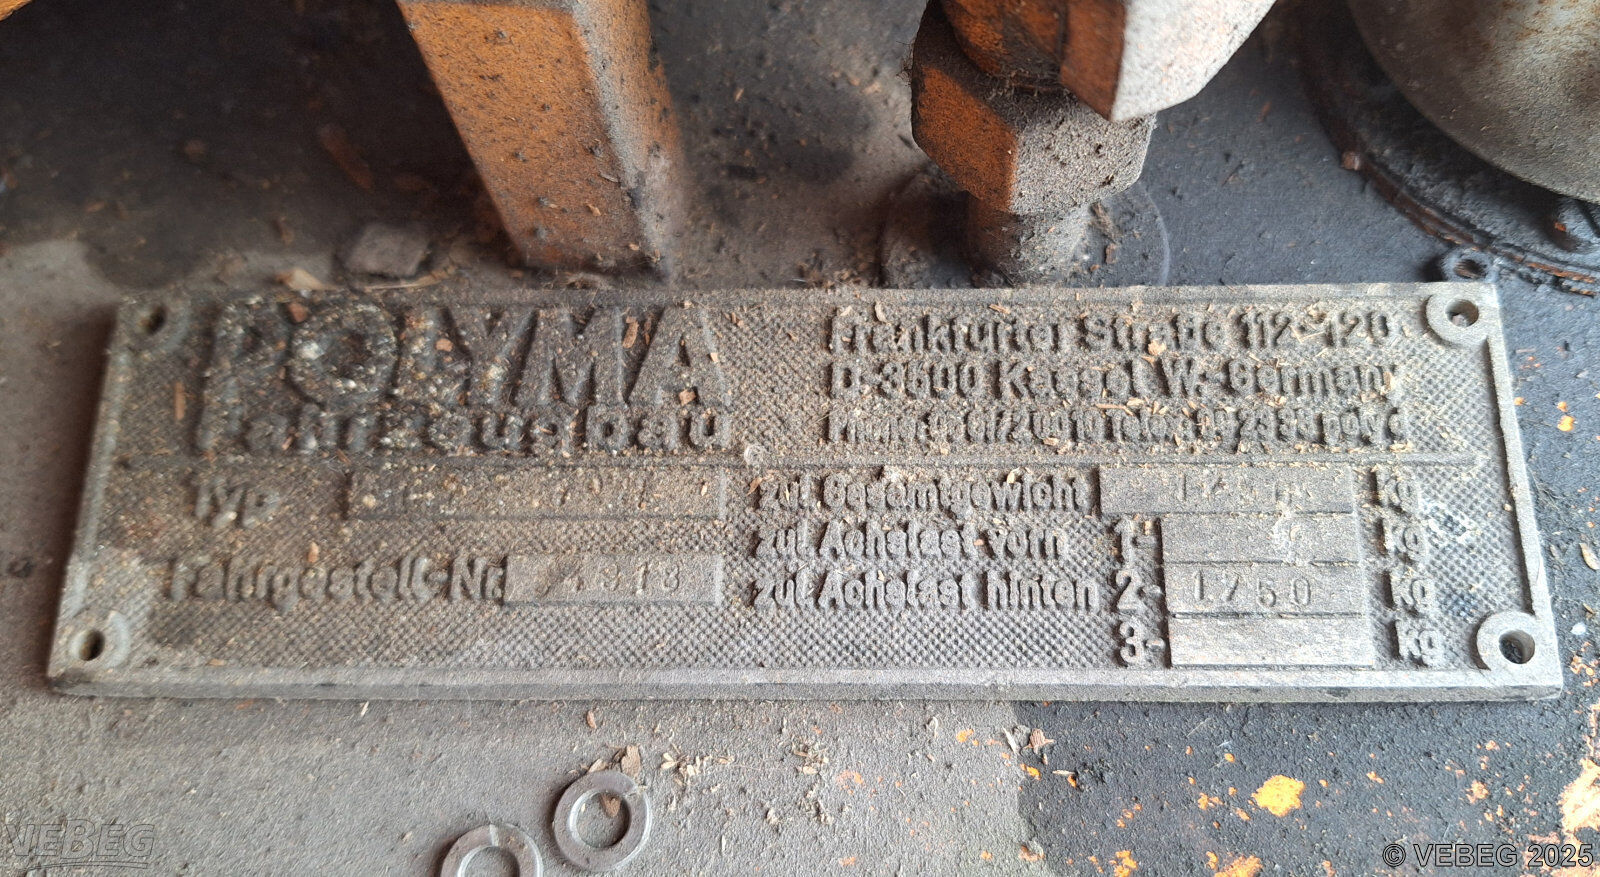 POLYMA
Fahrzeugbau
Frankfurter Straße 112-120
D-3500 Kassel W.-Germany
Typ
Fahrgestell-Nr.
zul. Gesamtgewicht kg
zul. Achslast vorn 1- kg
zul. Achslast hinten 2- 1750 kg
3- kg
VEBEG
© VEBEG 2025